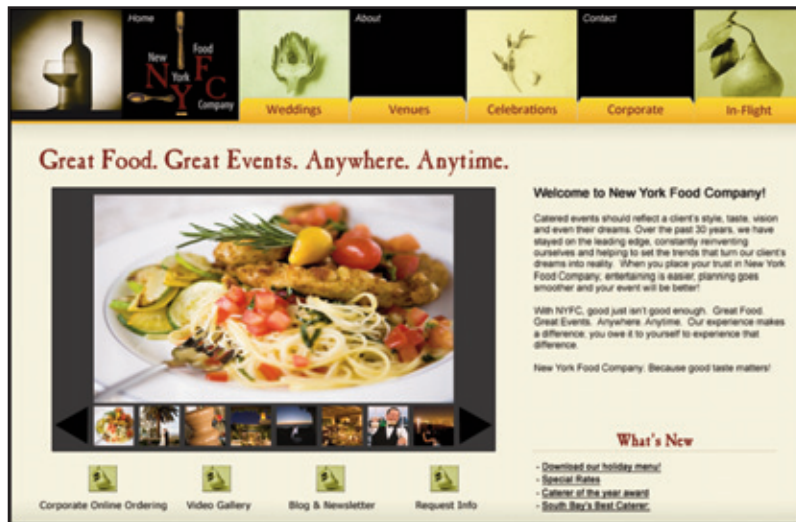 Home
About
Contact
New
Food
N Y F C
York
Company
Weddings
Venues
Celebrations
Corporate
In-Flight
Great Food. Great Events. Anywhere. Anytime.
Welcome to New York Food Company!
Catered events should reflect a client's style, taste, vision
and even their dreams. Over the past 30 years, we have
stayed on the leading edge, constantly reinventing
ourselves and helping to set the trends that turn our client's
dreams into reality. When you place your trust in New York
Food Company, entertaining is easier, planning goes
smoother and your event will be better!
With NYFC, good just isn't good enough. Great Food.
Great Events. Anywhere. Anytime. Our experience makes
a difference; you owe it to yourself to experience that
difference.
New York Food Company. Because good taste matters!
What's New
- Download our holiday menu!
- Special Rates
- Caterer of the year award
- South Bay's Best Caterer:
Corporate Online Ordering
Video Gallery
Blog & Newsletter
Request Info